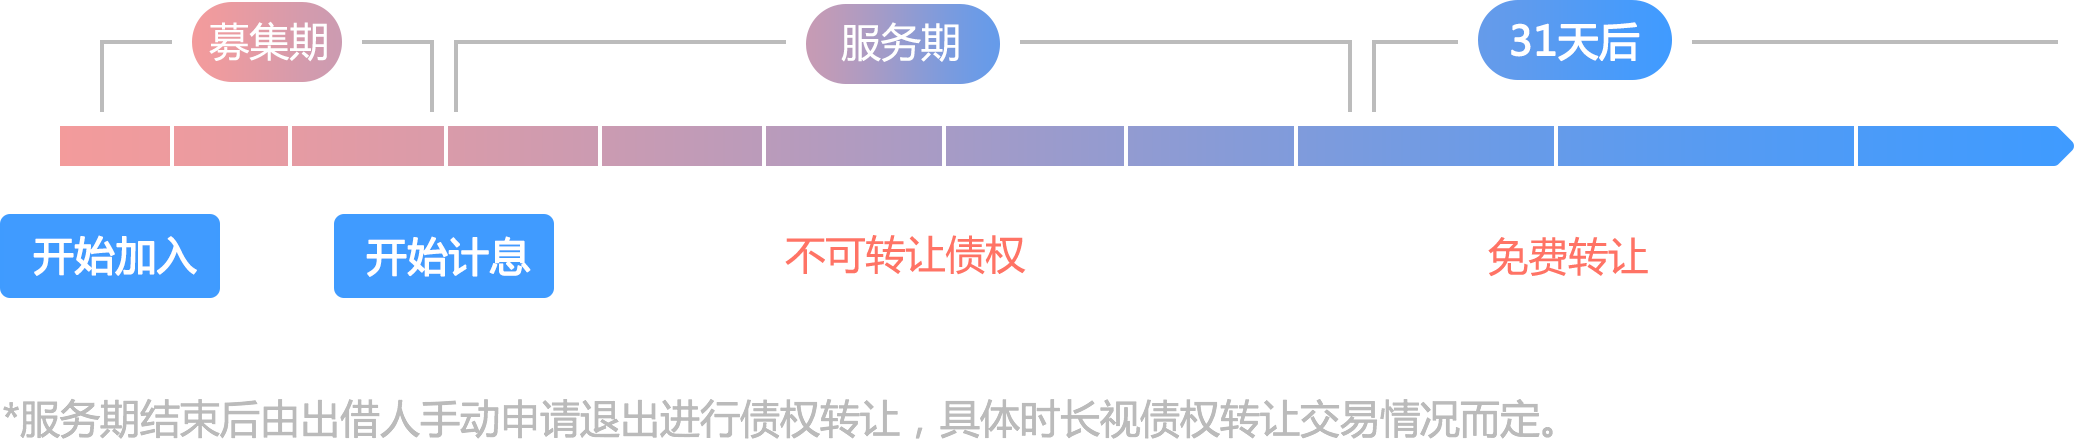 募集期
服务期
31天后
开始加入
开始计息
不可转让债权
免费转让
*服务期结束后由出借人手动申请退出进行债权转让，具体时长视债权转让交易情况而定。